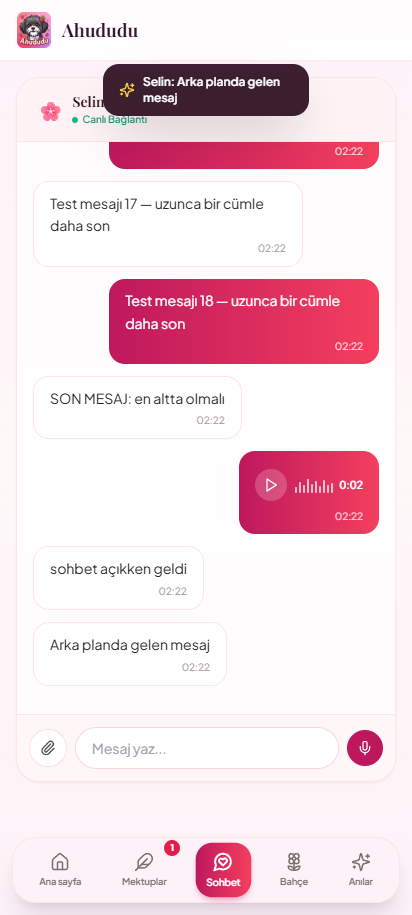 Ahududu
Ahududu
Selin: Arka planda gelen
mesaj
Selin
Canlı Bağlantı
02:22
Test mesajı 17 — uzunca bir cümle
daha son
02:22
Test mesajı 18 — uzunca bir cümle
daha son
02:22
SON MESAJ: en altta olmalı
02:22
0:02
02:22
sohbet açıkken geldi
02:22
Arka planda gelen mesaj
02:22
Mesaj yaz...
1
Ana sayfa
Mektuplar
Sohbet
Bahçe
Anılar